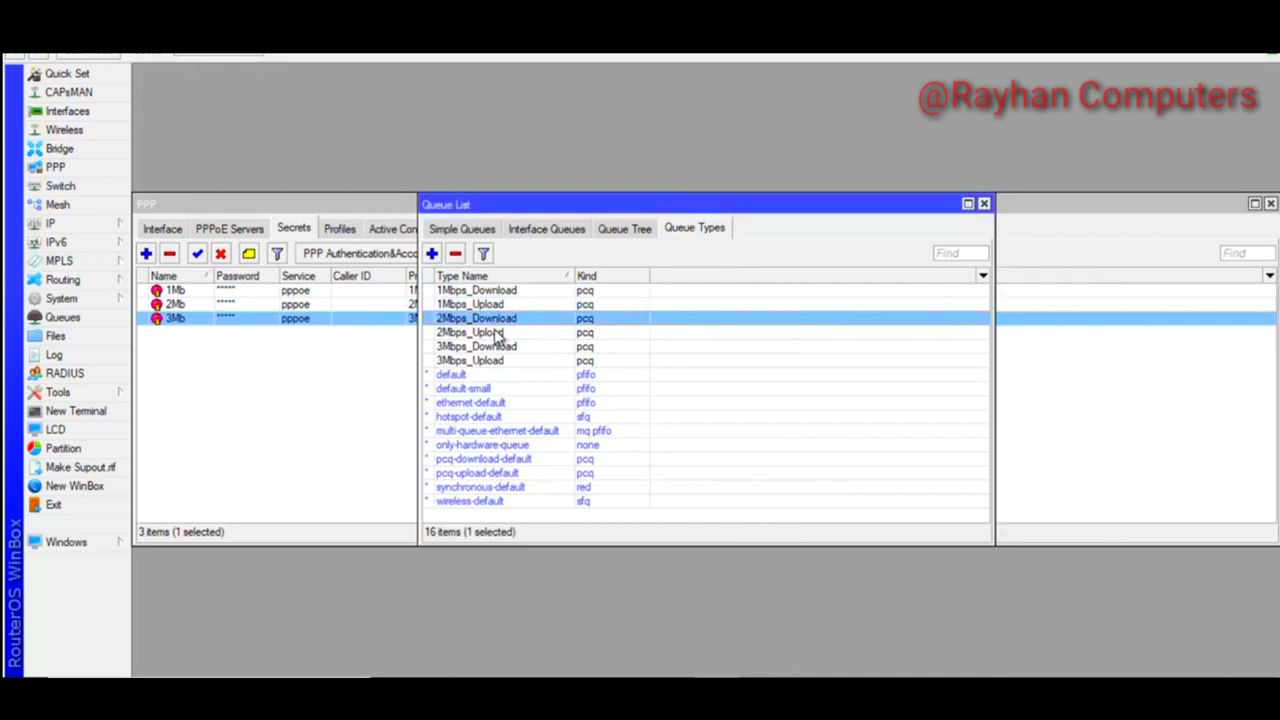 @Rayhan Computers
Quick Set
CAPsMAN
Interfaces
Wireless
Bridge
PPP
Switch
Mesh
IP
IPv6
MPLS
Routing
System
Queues
Files
Log
RADIUS
Tools
New Terminal
LCD
Partition
Make Supout.rif
New WinBox
Exit
Windows
RouterOS WinBox
PPP
Interface PPPoE Servers Secrets Profiles Active Con
PPP Authentication&Acco
Name Password Service Caller ID
1Mb ***** pppoe
2Mb ***** pppoe
3Mb ***** pppoe
3 items (1 selected)
Queue List
Simple Queues Interface Queues Queue Tree Queue Types
Find
Type Name Kind
1Mbps_Download pcq
1Mbps_Upload pcq
2Mbps_Download pcq
2Mbps_Upload pcq
3Mbps_Download pcq
3Mbps_Upload pcq
* default pfifo
* default-small pfifo
* ethernet-default pfifo
* hotspot-default sfq
* multi-queue-ethernet-default mq pfifo
* only-hardware-queue none
* pcq-download-default pcq
* pcq-upload-default pcq
* synchronous-default red
* wireless-default sfq
16 items (1 selected)
Find